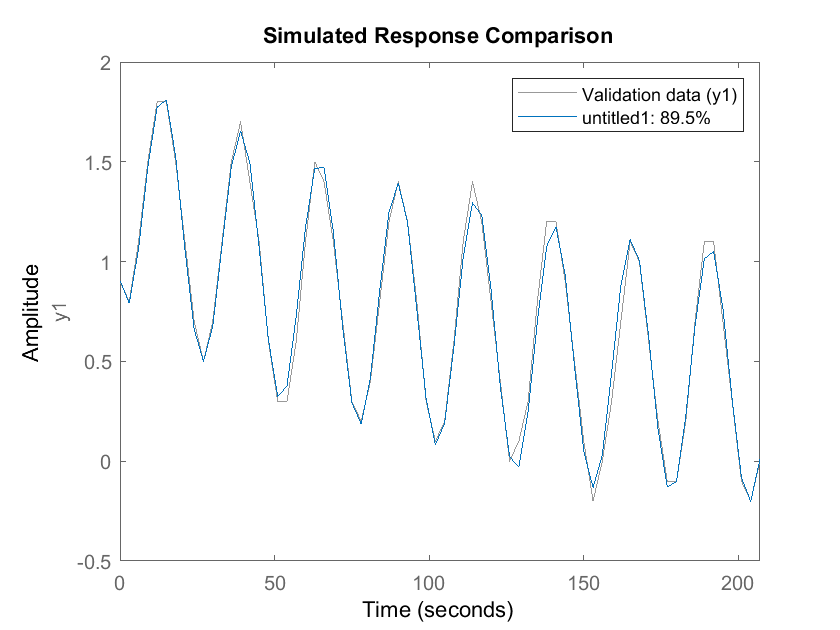 Simulated Response Comparison
2
1.5
1
0.5
0
-0.5
0
50
100
150
200
Validation data (y1)
untitled1: 89.5%
Amplitude
y1
Time (seconds)